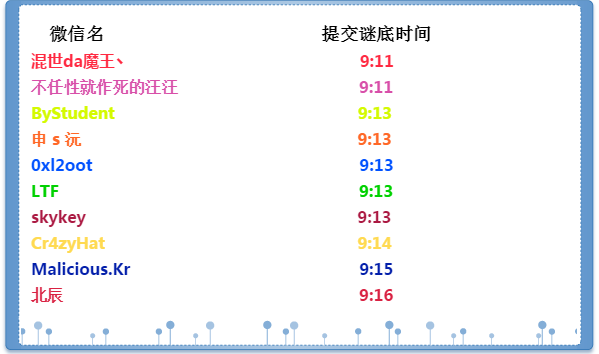 微信名 提交谜底时间
混世da魔王丶 9:11
不任性就作死的汪汪 9:11
ByStudent 9:13
申 s 沅 9:13
0xl2oot 9:13
LTF 9:13
skykey 9:13
Cr4zyHat 9:14
Malicious.Kr 9:15
北辰 9:16